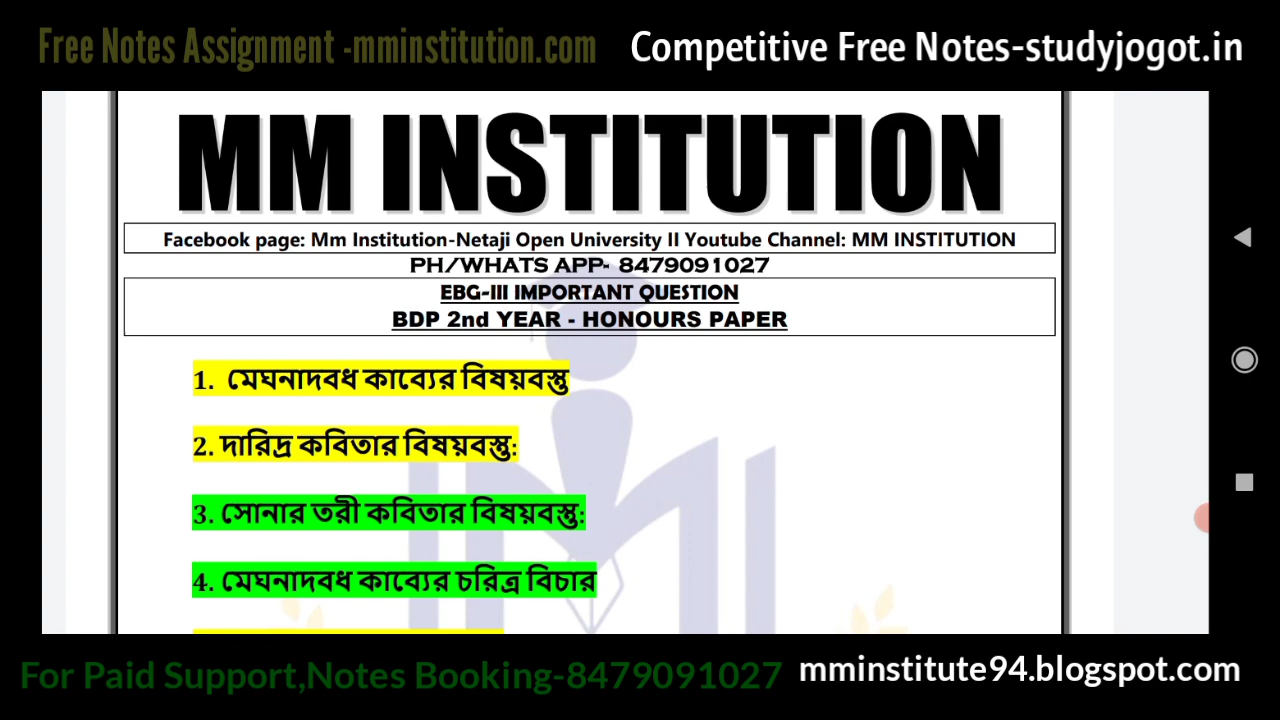 Free Notes Assignment -mminstitution.com
Competitive Free Notes-studyjogot.in
MM INSTITUTION
Facebook page: Mm Institution-Netaji Open University II Youtube Channel: MM INSTITUTION
PH/WHATS APP- 8479091027
EBG-III IMPORTANT QUESTION
BDP 2nd YEAR - HONOURS PAPER
1. মেঘনাদবধ কাব্যের বিষয়বস্তু
2. দারিদ্র কবিতার বিষয়বস্তু:
3. সোনার তরী কবিতার বিষয়বস্তু:
4. মেঘনাদবধ কাব্যের চরিত্র বিচার
For Paid Support,Notes Booking-8479091027
mminstitute94.blogspot.com